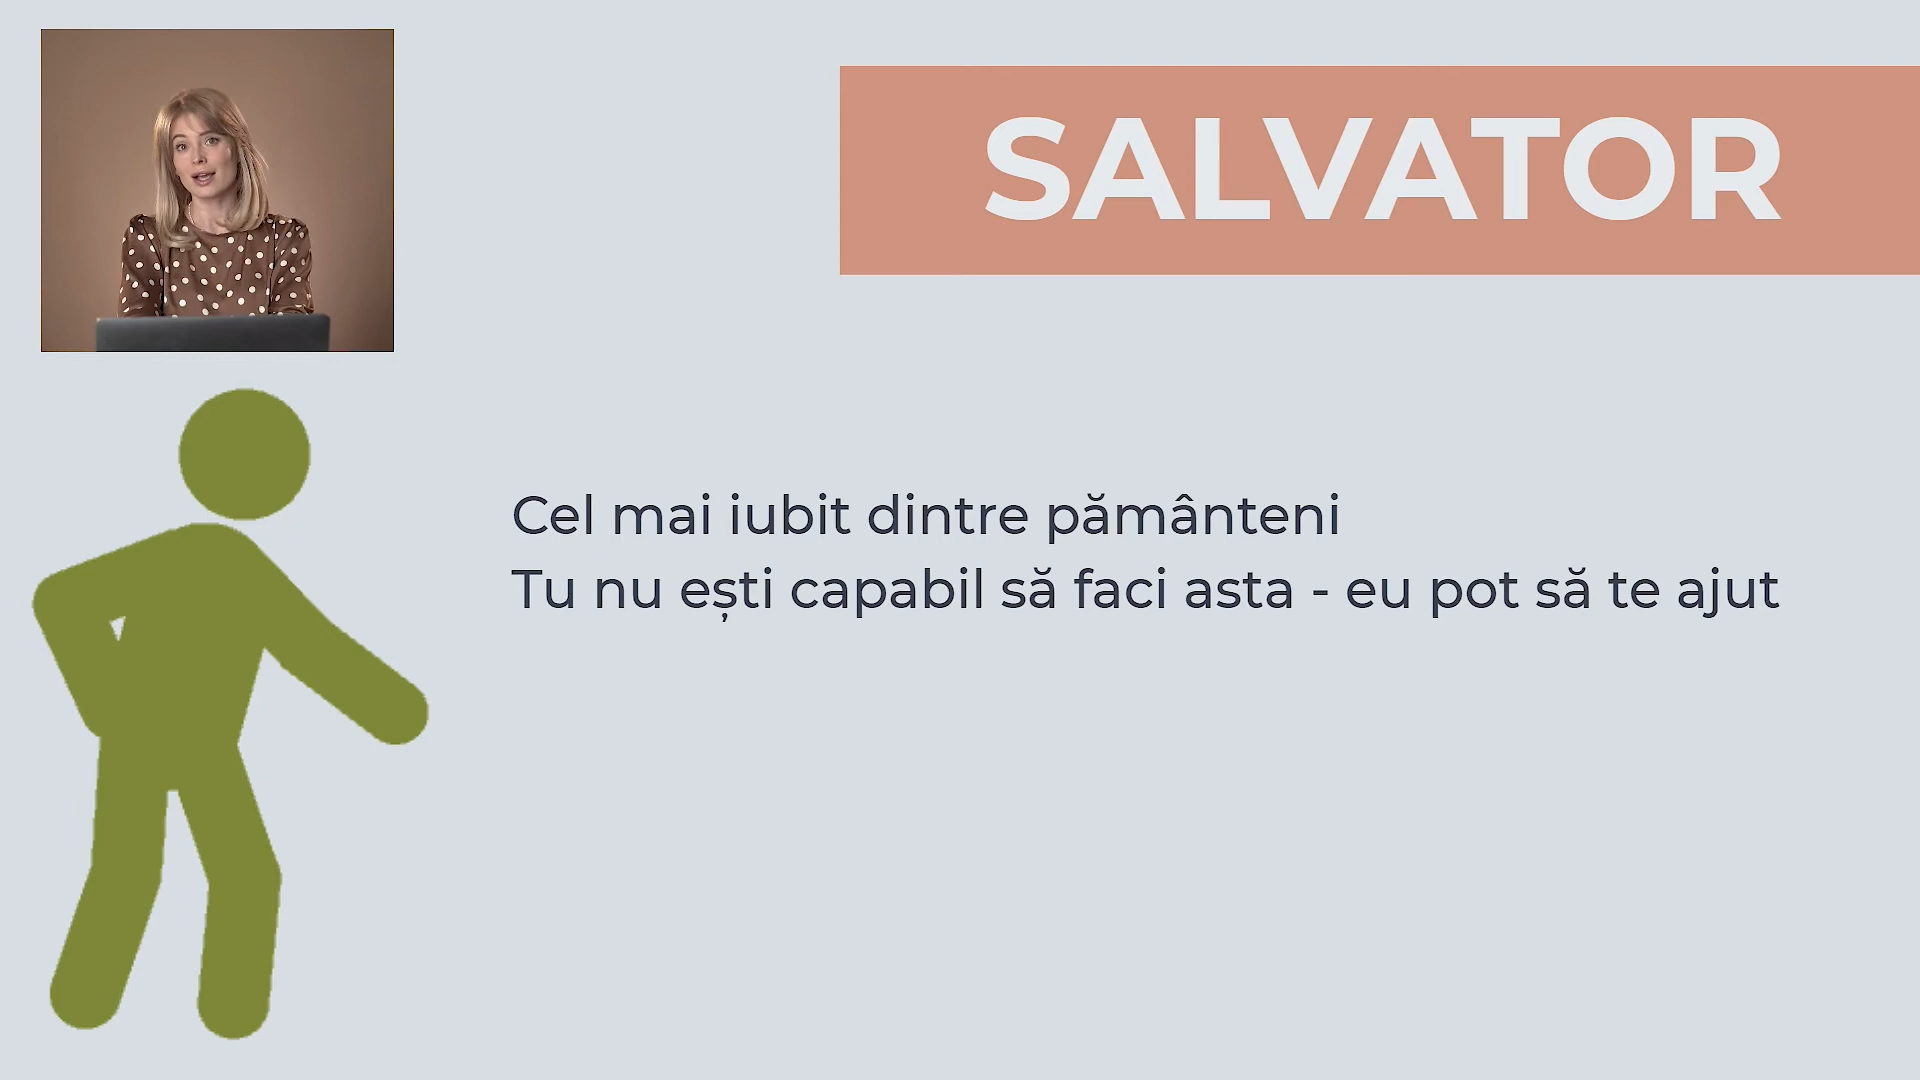 SALVATOR
Cel mai iubit dintre pământeni
Tu nu ești capabil să faci asta - eu pot să te ajut